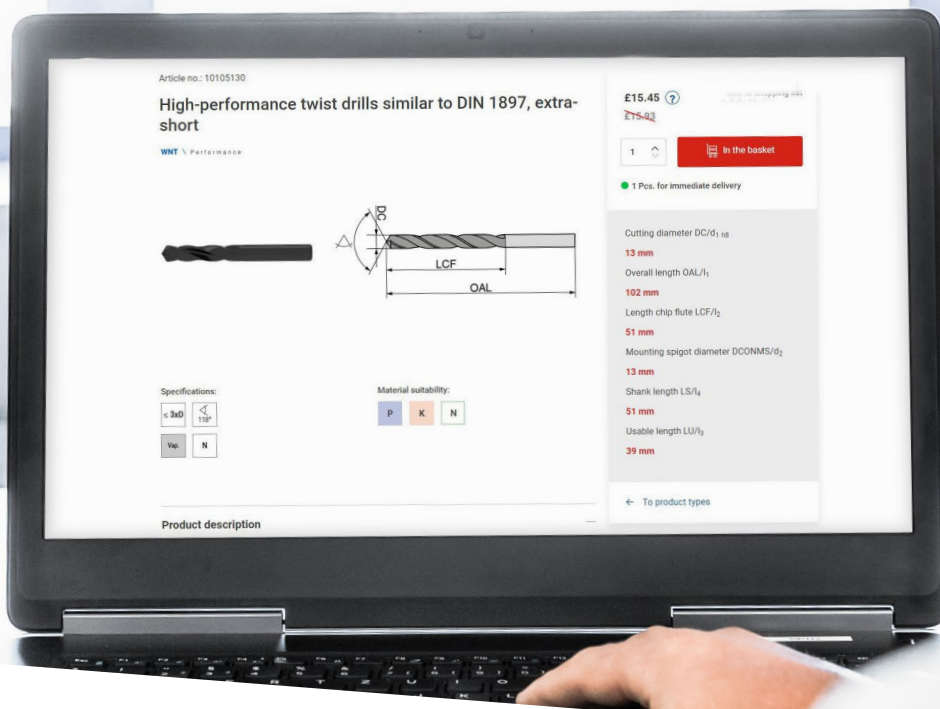 Article no.: 10105130
High-performance twist drills similar to DIN 1897, extra-
short
WNT \ Performance
DC
LCF
OAL
Specifications:
≤ 3xD
118°
Vap.
N
Material suitability:
P K N
Product description
£15.45 ?
£15.93
1
In the basket
1 Pcs. for immediate delivery
Cutting diameter DC/d1 h8
13 mm
Overall length OAL/l1
102 mm
Length chip flute LCF/l2
51 mm
Mounting spigot diameter DCONMS/d2
13 mm
Shank length LS/l4
51 mm
Usable length LU/l3
39 mm
← To product types